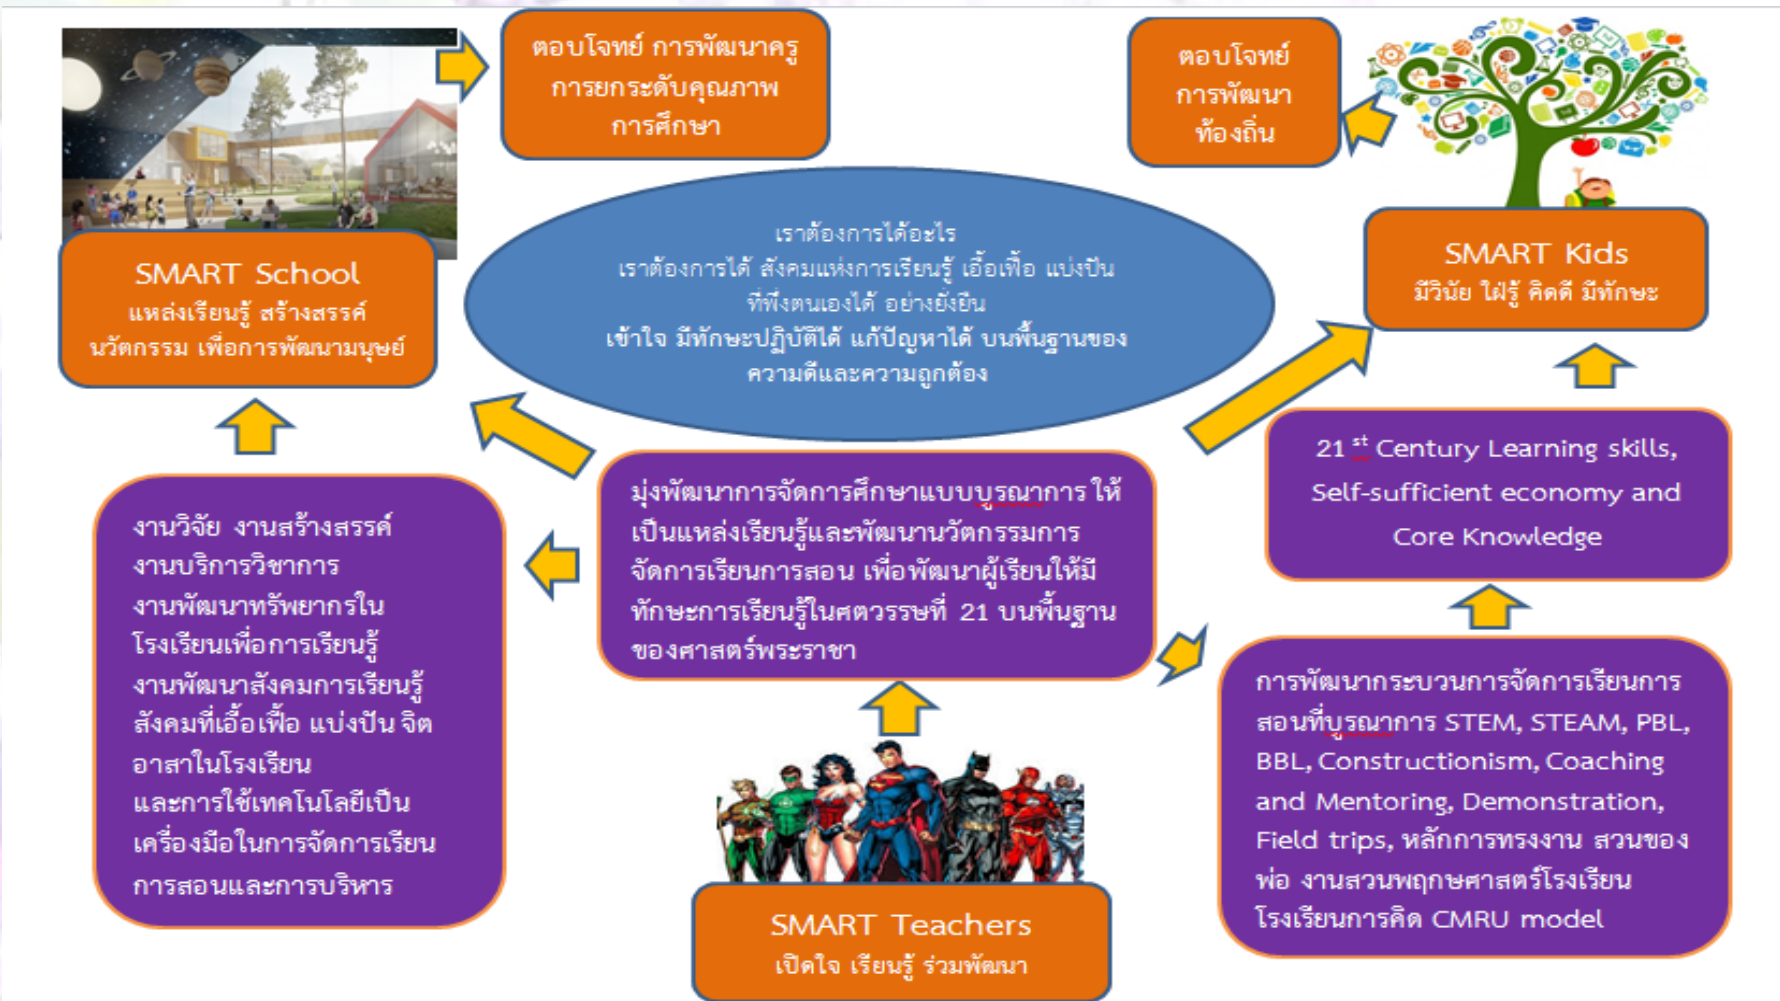 ตอบโจทย์ การพัฒนาครู
การยกระดับคุณภาพ
การศึกษา
ตอบโจทย์
การพัฒนา
ท้องถิ่น
เราต้องการได้อะไร
เราต้องการได้ สังคมแห่งการเรียนรู้ เอื้อเฟื้อ แบ่งปัน
ที่พึ่งตนเองได้ อย่างยั่งยืน
เข้าใจ มีทักษะปฏิบัติได้ แก้ปัญหาได้ บนพื้นฐานของ
ความดีและความถูกต้อง
SMART School
แหล่งเรียนรู้ สร้างสรรค์
นวัตกรรม เพื่อการพัฒนามนุษย์
SMART Kids
มีวินัย ใฝ่รู้ คิดดี มีทักษะ
งานวิจัย งานสร้างสรรค์
งานบริการวิชาการ
งานพัฒนาทรัพยากรใน
โรงเรียนเพื่อการเรียนรู้
งานพัฒนาสังคมการเรียนรู้
สังคมที่เอื้อเฟื้อ แบ่งปัน จิต
อาสาในโรงเรียน
และการใช้เทคโนโลยีเป็น
เครื่องมือในการจัดการเรียน
การสอนและการบริหาร
มุ่งพัฒนาการจัดการศึกษาแบบบูรณาการ ให้
เป็นแหล่งเรียนรู้และพัฒนานวัตกรรมการ
จัดการเรียนการสอน เพื่อพัฒนาผู้เรียนให้มี
ทักษะการเรียนรู้ในศตวรรษที่ 21 บนพื้นฐาน
ของศาสตร์พระราชา
21 st Century Learning skills,
Self-sufficient economy and
Core Knowledge
การพัฒนากระบวนการจัดการเรียนการ
สอนที่บูรณาการ STEM, STEAM, PBL,
BBL, Constructionism, Coaching
and Mentoring, Demonstration,
Field trips, หลักการทรงงาน สวนของ
พ่อ งานสวนพฤกษศาสตร์โรงเรียน
โรงเรียนการคิด CMRU model
SMART Teachers
เปิดใจ เรียนรู้ ร่วมพัฒนา